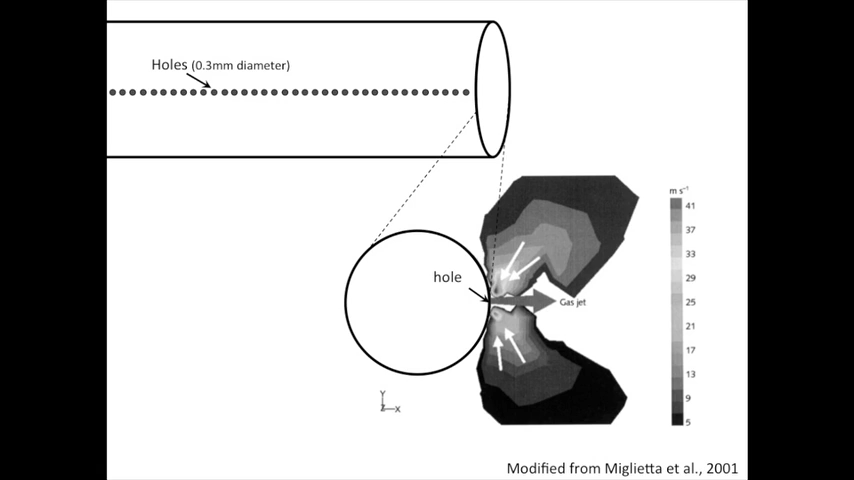 Holes (0.3mm diameter)
m s⁻¹
41
37
33
29
25
21
17
13
9
5
hole
Gas jet
Y
Z X
Modified from Miglietta et al., 2001